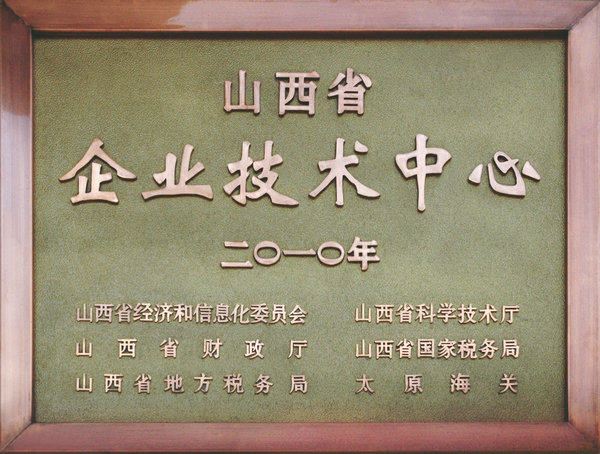 山西省
企业技术中心
二〇一〇年
山西省经济和信息化委员会 山西省科学技术厅
山西省财政厅 山西省国家税务局
山西省地方税务局 太原海关